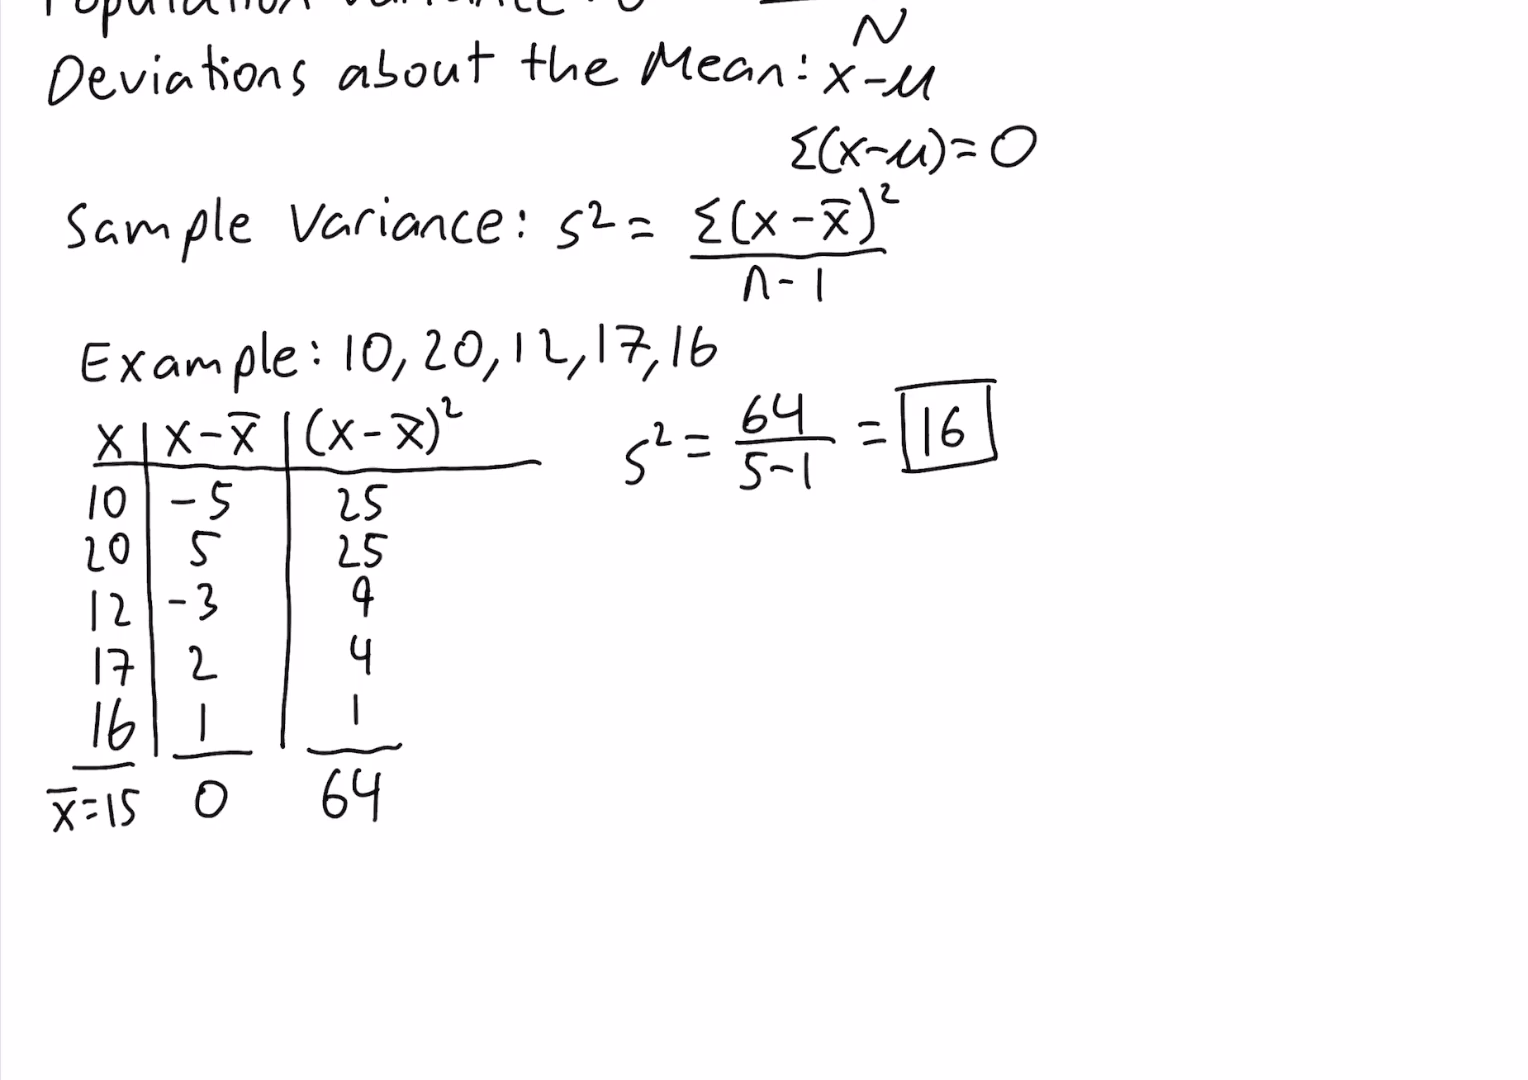 Population Variance:
N
Deviations about the Mean: x-μ
Σ(x-μ)=0
Sample Variance: s²= Σ(x-x̄)²
n-1
Example: 10, 20, 12, 17, 16
x | x-x̄ | (x-x̄)²
s² = 64/5-1 = 16
10 -5 25
20 5 25
12 -3 9
17 2 4
16 1 1
x̄=15 0 64